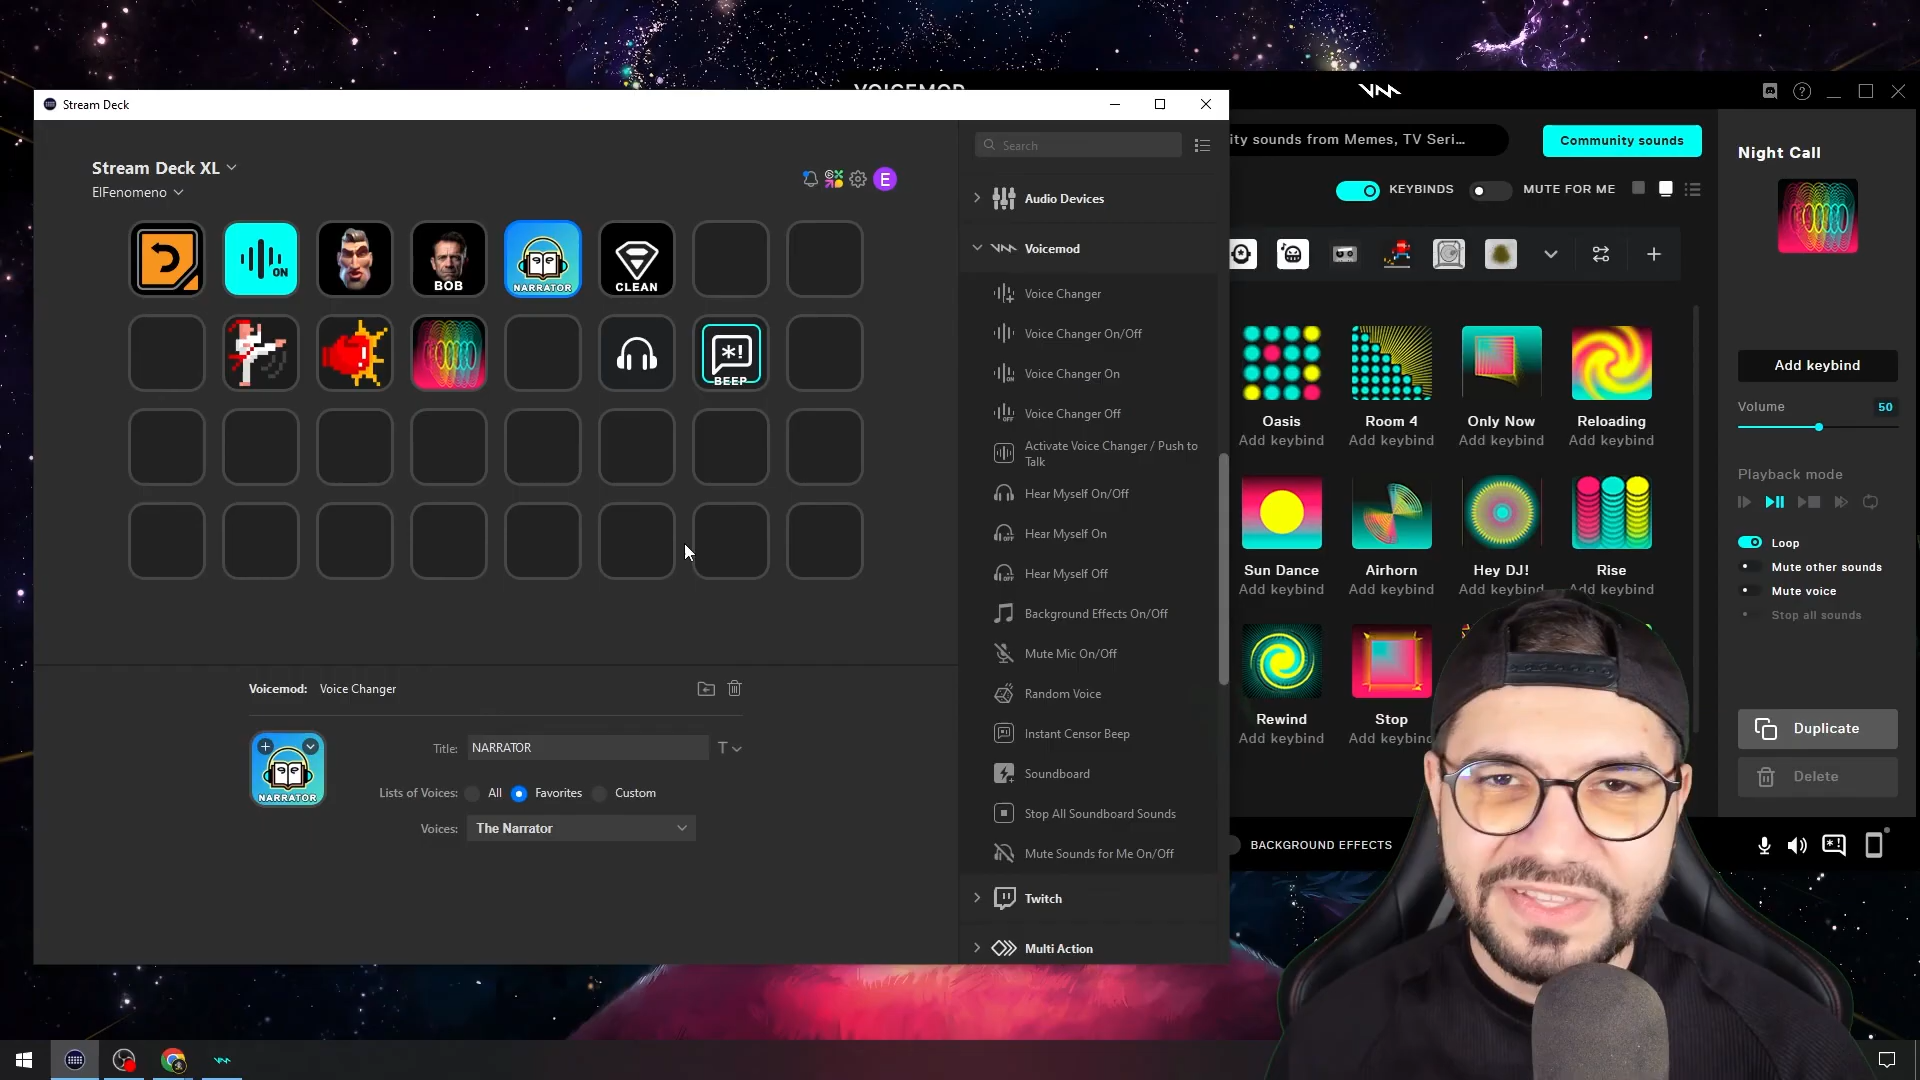 Stream Deck
Stream Deck XL
ElFenomeno
E
ON
BOB
NARRATOR
CLEAN
*!
BEEP
Voicemod: Voice Changer
NARRATOR
Title: NARRATOR
T
Lists of Voices: All Favorites Custom
Voices: The Narrator
Search
Audio Devices
Voicemod
Voice Changer
Voice Changer On/Off
Voice Changer On
Voice Changer Off
Activate Voice Changer / Push to
Talk
Hear Myself On/Off
Hear Myself On
Hear Myself Off
Background Effects On/Off
Mute Mic On/Off
Random Voice
Instant Censor Beep
Soundboard
Stop All Soundboard Sounds
Mute Sounds for Me On/Off
Twitch
Multi Action
VOICEMOD
ity sounds from Memes, TV Seri...
Community sounds
KEYBINDS
MUTE FOR ME
Oasis
Add keybind
Room 4
Add keybind
Only Now
Add keybind
Reloading
Add keybind
Sun Dance
Add keybind
Airhorn
Add keybind
Hey DJ!
Add keybind
Rise
Add keybind
Rewind
Add keybind
Stop
Add keybind
BACKGROUND EFFECTS
Night Call
Add keybind
Volume 50
Playback mode
Loop
Mute other sounds
Mute voice
Stop all sounds
Duplicate
Delete